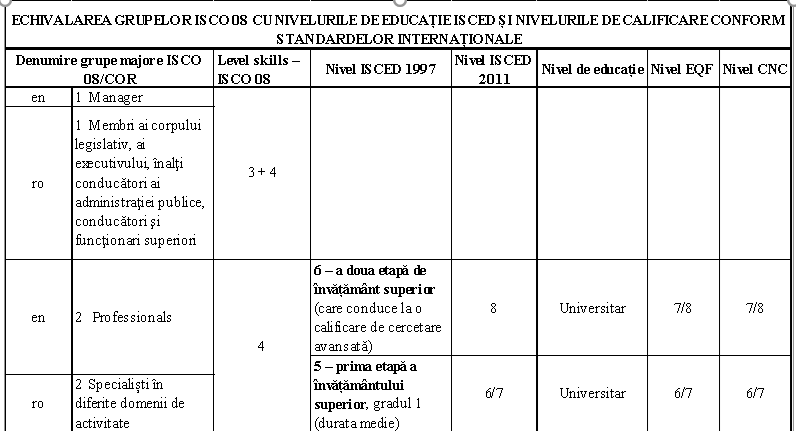 ECHIVALAREA GRUPELOR ISCO 08 CU NIVELURILE DE EDUCAȚIE ISCED ȘI NIVELURILE DE CALIFICARE CONFORM
STANDARDELOR INTERNAȚIONALE
Denumire grupe majore ISCO
08/COR
Level skills –
ISCO 08
Nivel ISCED 1997
Nivel ISCED
2011
Nivel de educație
Nivel EQF
Nivel CNC
en
1 Manager
ro
1 Membri ai corpului
legislativ, ai
executivului, înalți
conducători ai
administrației publice,
conducători și
funcționari superiori
3 + 4
en
2 Professionals
4
6 – a doua etapă de
învățământ superior
(care conduce la o
calificare de cercetare
avansată)
8
Universitar
7/8
7/8
ro
2 Specialiști în
diferite domenii de
activitate
5 – prima etapă a
învățământului
superior, gradul 1
(durata medie)
6/7
Universitar
6/7
6/7